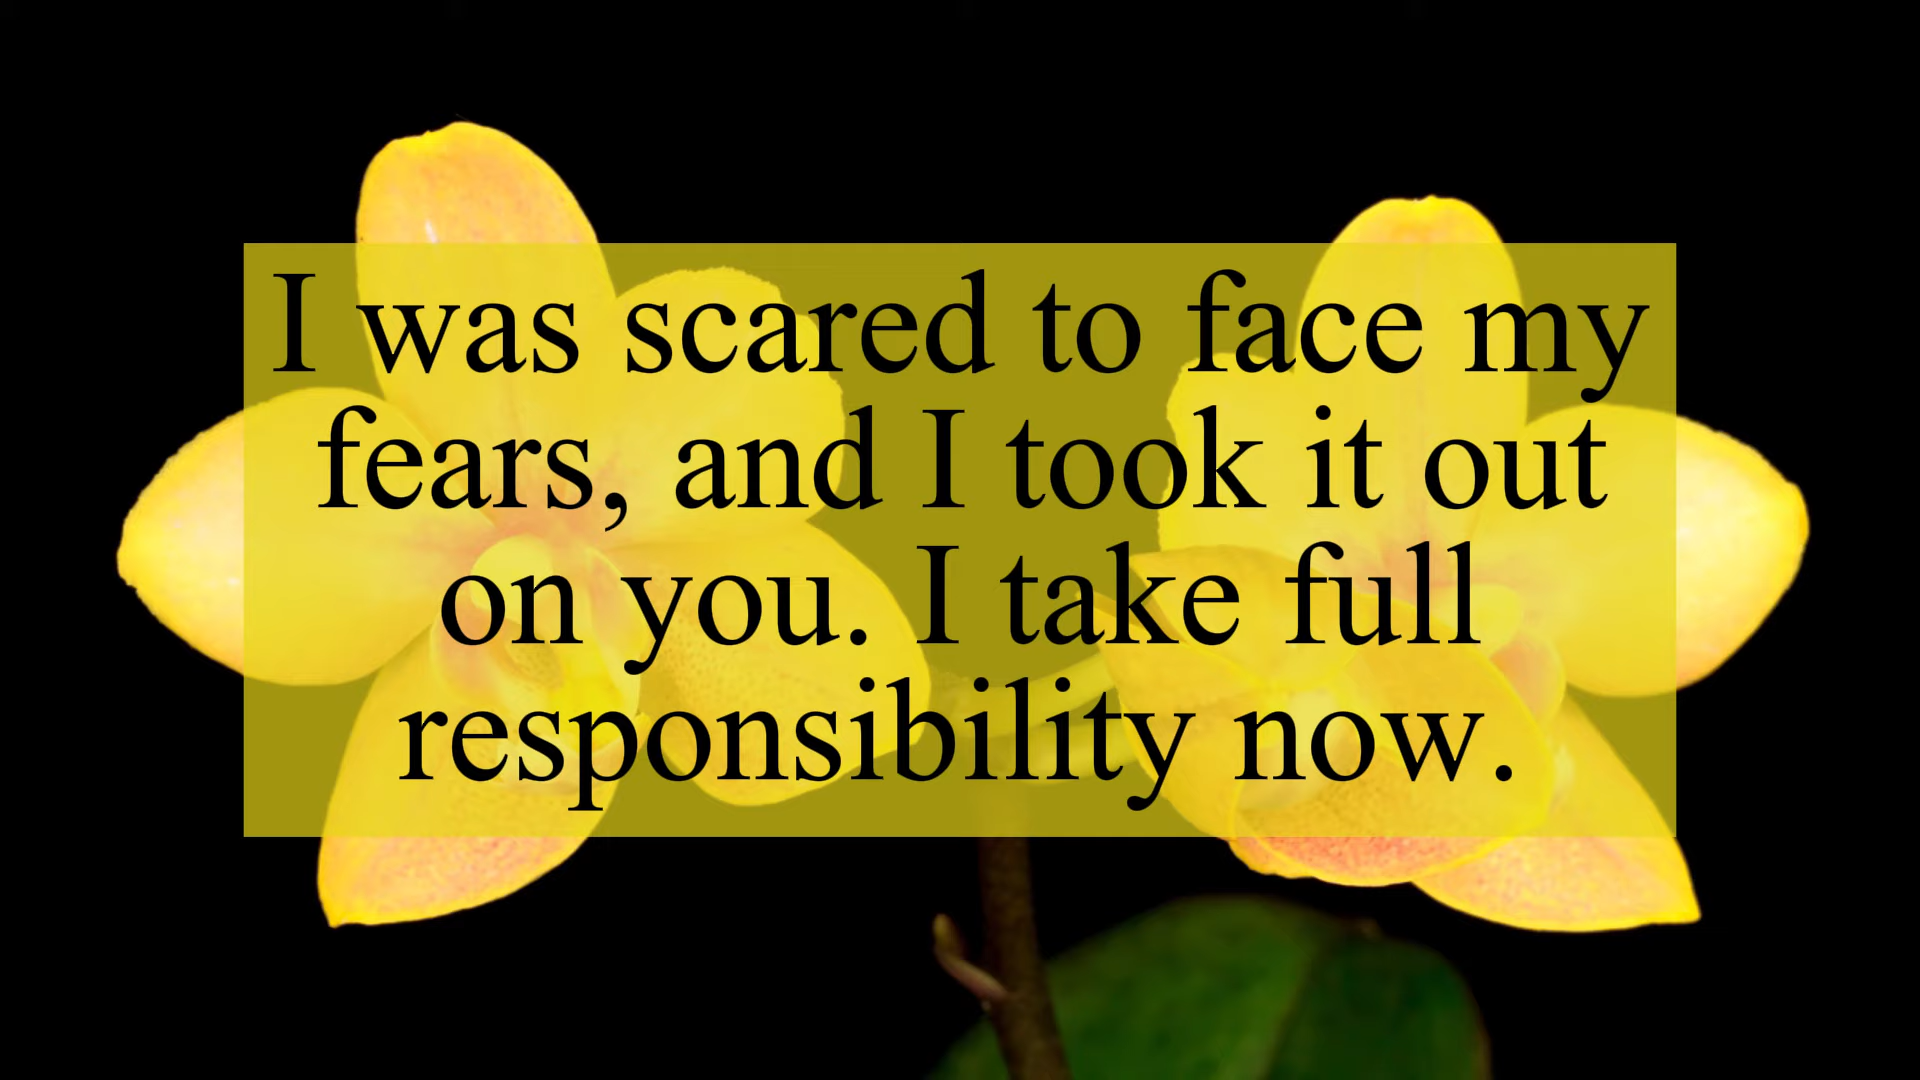 I was scared to face my
fears, and I took it out
on you. I take full
responsibility now.